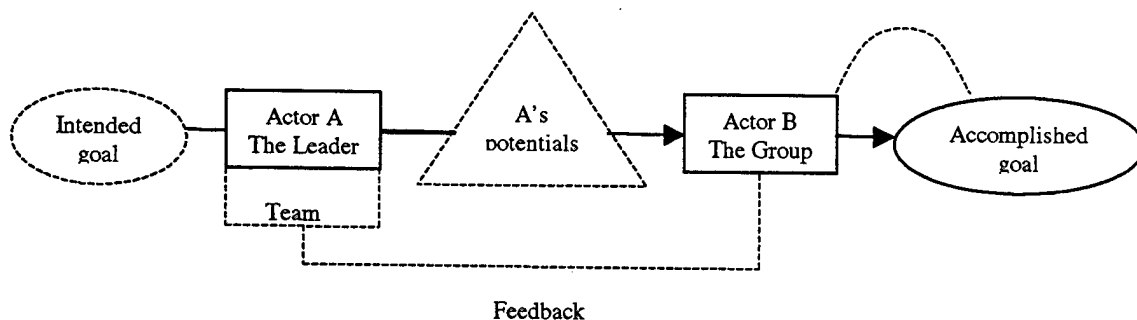 Intended
goal
Actor A
The Leader
Team
A's
potentials
Actor B
The Group
Accomplished
goal
Feedback